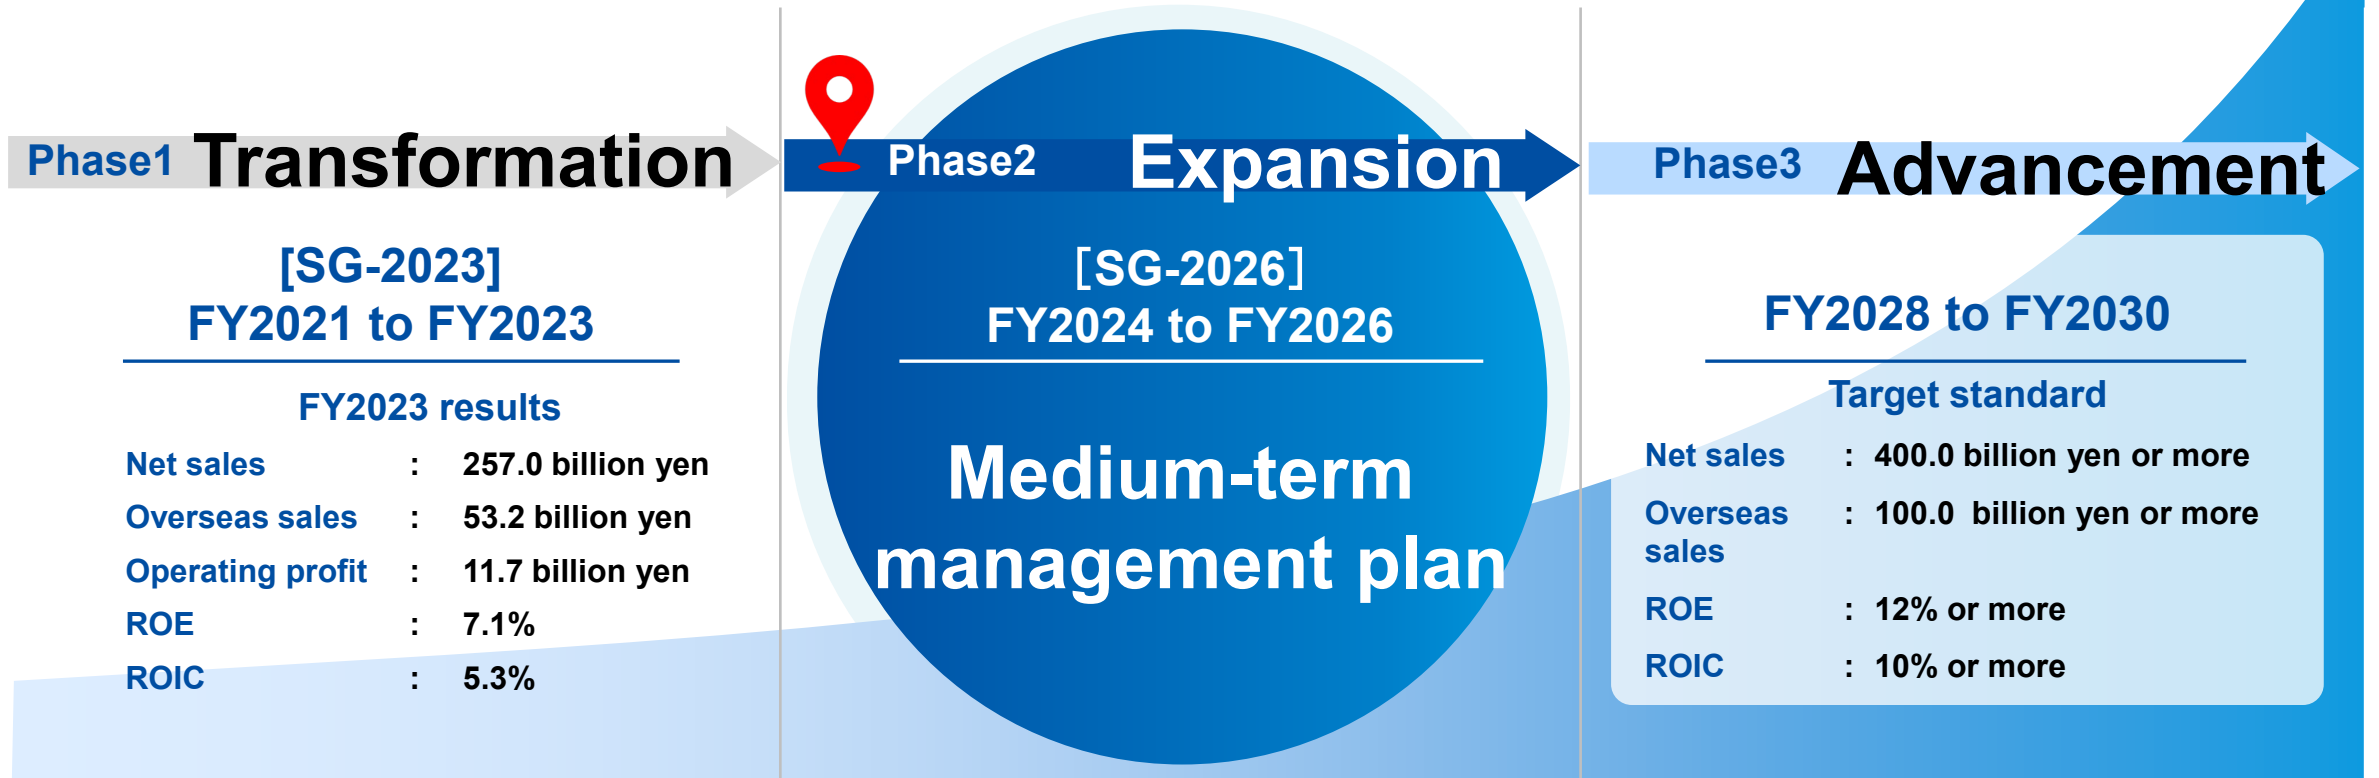 Phase1 Transformation
[SG-2023]
FY2021 to FY2023
FY2023 results
Net sales : 257.0 billion yen
Overseas sales : 53.2 billion yen
Operating profit : 11.7 billion yen
ROE : 7.1%
ROIC : 5.3%
Phase2 Expansion
[SG-2026]
FY2024 to FY2026
Medium-term
management plan
Phase3 Advancement
FY2028 to FY2030
Target standard
Net sales : 400.0 billion yen or more
Overseas : 100.0 billion yen or more
sales
ROE : 12% or more
ROIC : 10% or more